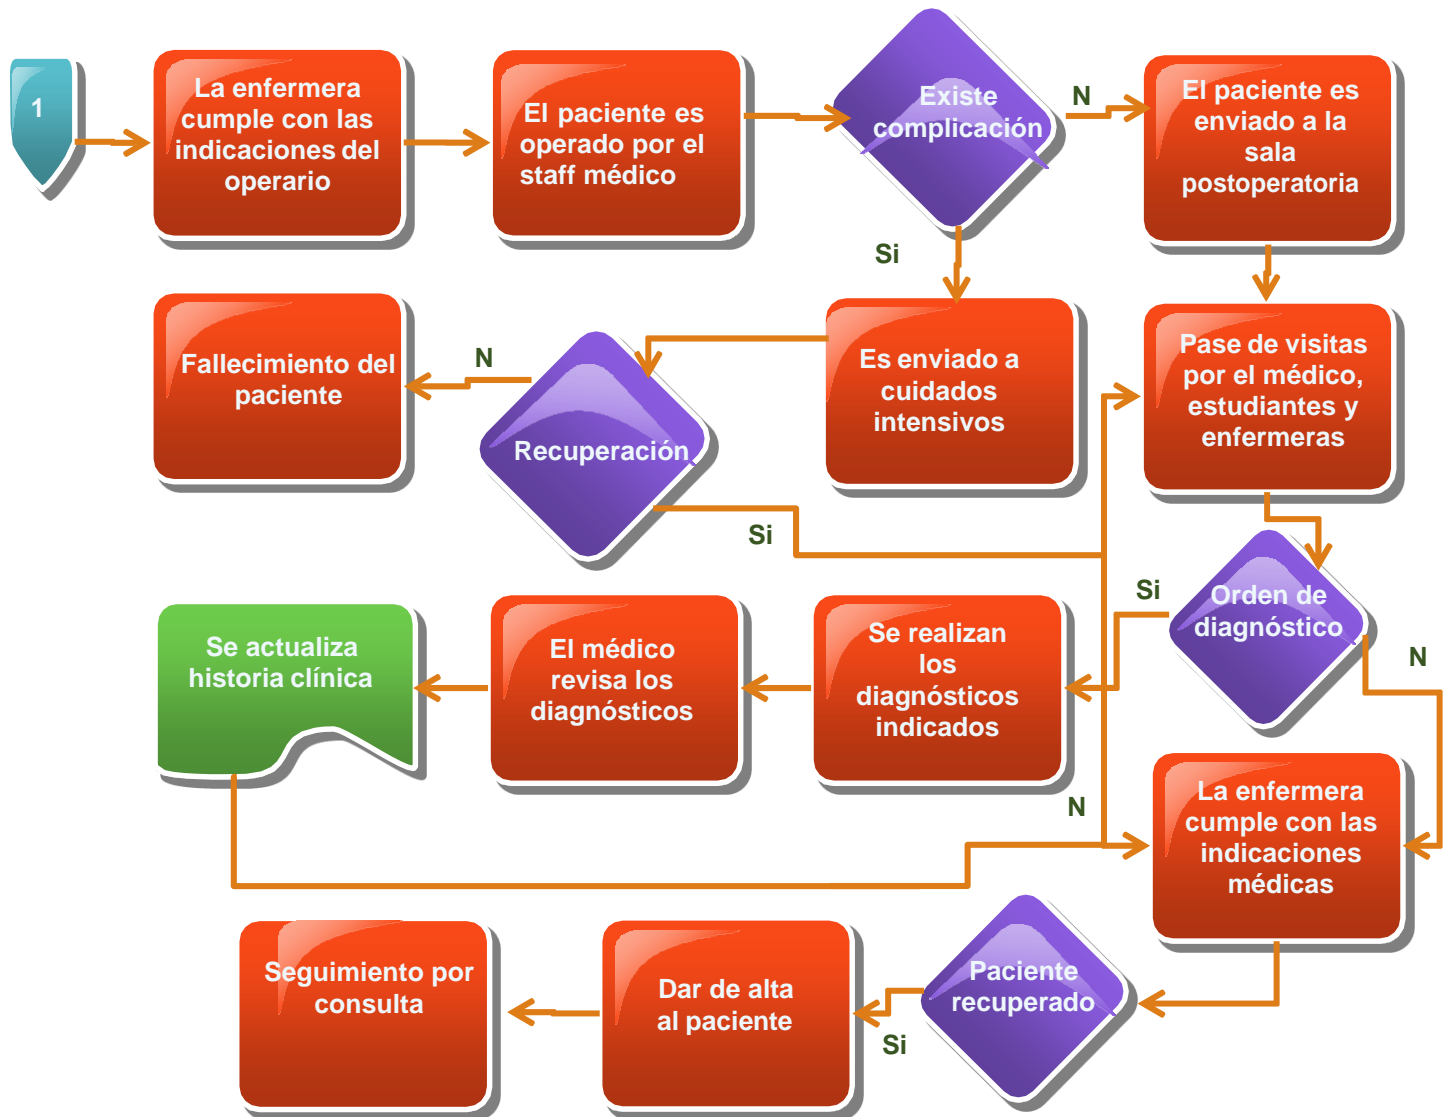 1
La enfermera
cumple con las
indicaciones del
operario
El paciente es
operado por el
staff médico
Existe
complicación
N
El paciente es
enviado a la
sala
postoperatoria
Si
Fallecimiento del
paciente
N
Recuperación
Es enviado a
cuidados
intensivos
Pase de visitas
por el médico,
estudiantes y
enfermeras
Si
Se actualiza
historia clínica
El médico
revisa los
diagnósticos
Se realizan
los
diagnósticos
indicados
Si
Orden de
diagnóstico
N
N
La enfermera
cumple con las
indicaciones
médicas
Seguimiento por
consulta
Dar de alta
al paciente
Si
Paciente
recuperado